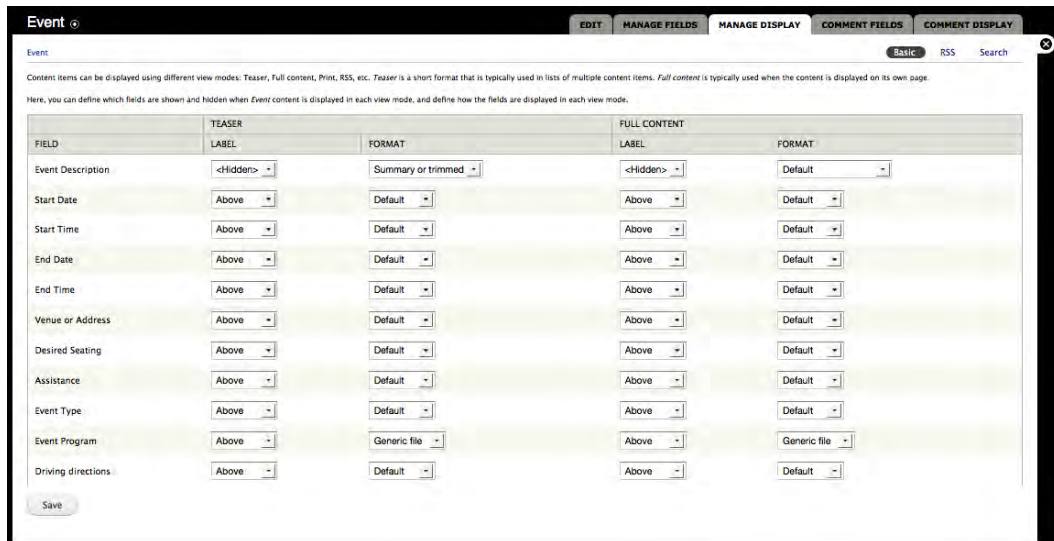 Event
EDIT MANAGE FIELDS MANAGE DISPLAY COMMENT FIELDS COMMENT DISPLAY
Event Basic RSS Search
Content items can be displayed using different view modes: Teaser, Full content, Print, RSS, etc. Teaser is a short format that is typically used in lists of multiple content items. Full content is typically used when the content is displayed on its own page.
Here, you can define which fields are shown and hidden when Event content is displayed in each view mode, and define how the fields are displayed in each view mode.
TEASER FULL CONTENT
FIELD LABEL FORMAT LABEL FORMAT
Event Description <Hidden> Summary or trimmed <Hidden> Default
Start Date Above Default Above Default
Start Time Above Default Above Default
End Date Above Default Above Default
End Time Above Default Above Default
Venue or Address Above Default Above Default
Desired Seating Above Default Above Default
Assistance Above Default Above Default
Event Type Above Default Above Default
Event Program Above Generic file Above Generic file
Driving directions Above Default Above Default
Save